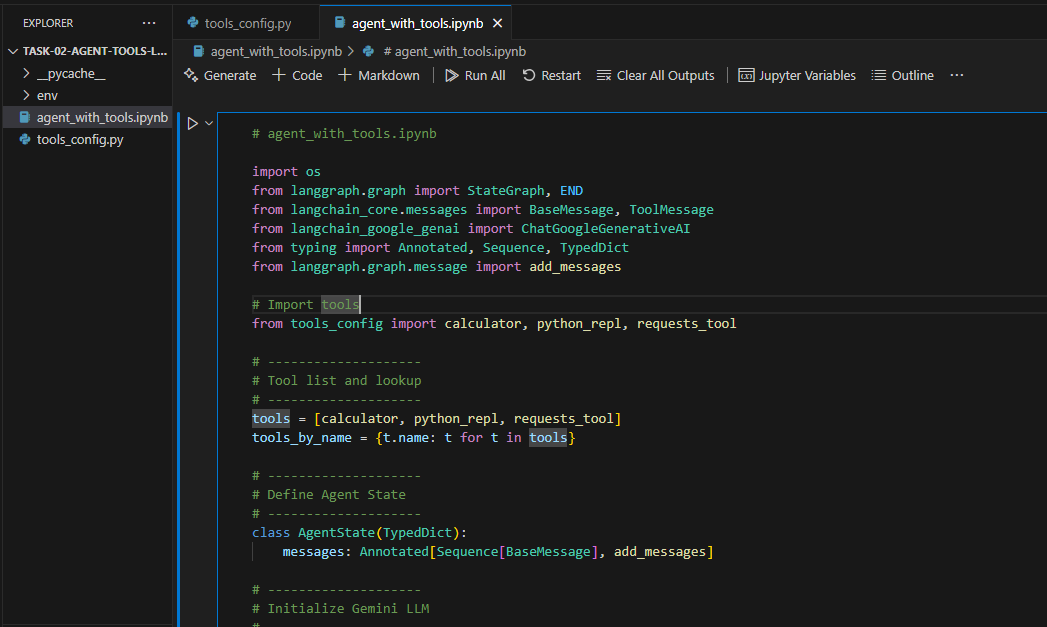 EXPLORER
tools_config.py
agent_with_tools.ipynb
TASK-02-AGENT-TOOLS-L...
agent_with_tools.ipynb > # agent_with_tools.ipynb
__pycache__
Generate + Code + Markdown | Run All Restart Clear All Outputs | Jupyter Variables Outline ...
env
agent_with_tools.ipynb
tools_config.py
# agent_with_tools.ipynb
import os
from langgraph.graph import StateGraph, END
from langchain_core.messages import BaseMessage, ToolMessage
from langchain_google_genai import ChatGoogleGenerativeAI
from typing import Annotated, Sequence, TypedDict
from langgraph.graph.message import add_messages
# Import tools
from tools_config import calculator, python_repl, requests_tool
# --------------------
# Tool list and lookup
# --------------------
tools = [calculator, python_repl, requests_tool]
tools_by_name = {t.name: t for t in tools}
# --------------------
# Define Agent State
# --------------------
class AgentState(TypedDict):
    messages: Annotated[Sequence[BaseMessage], add_messages]
# --------------------
# Initialize Gemini LLM
#